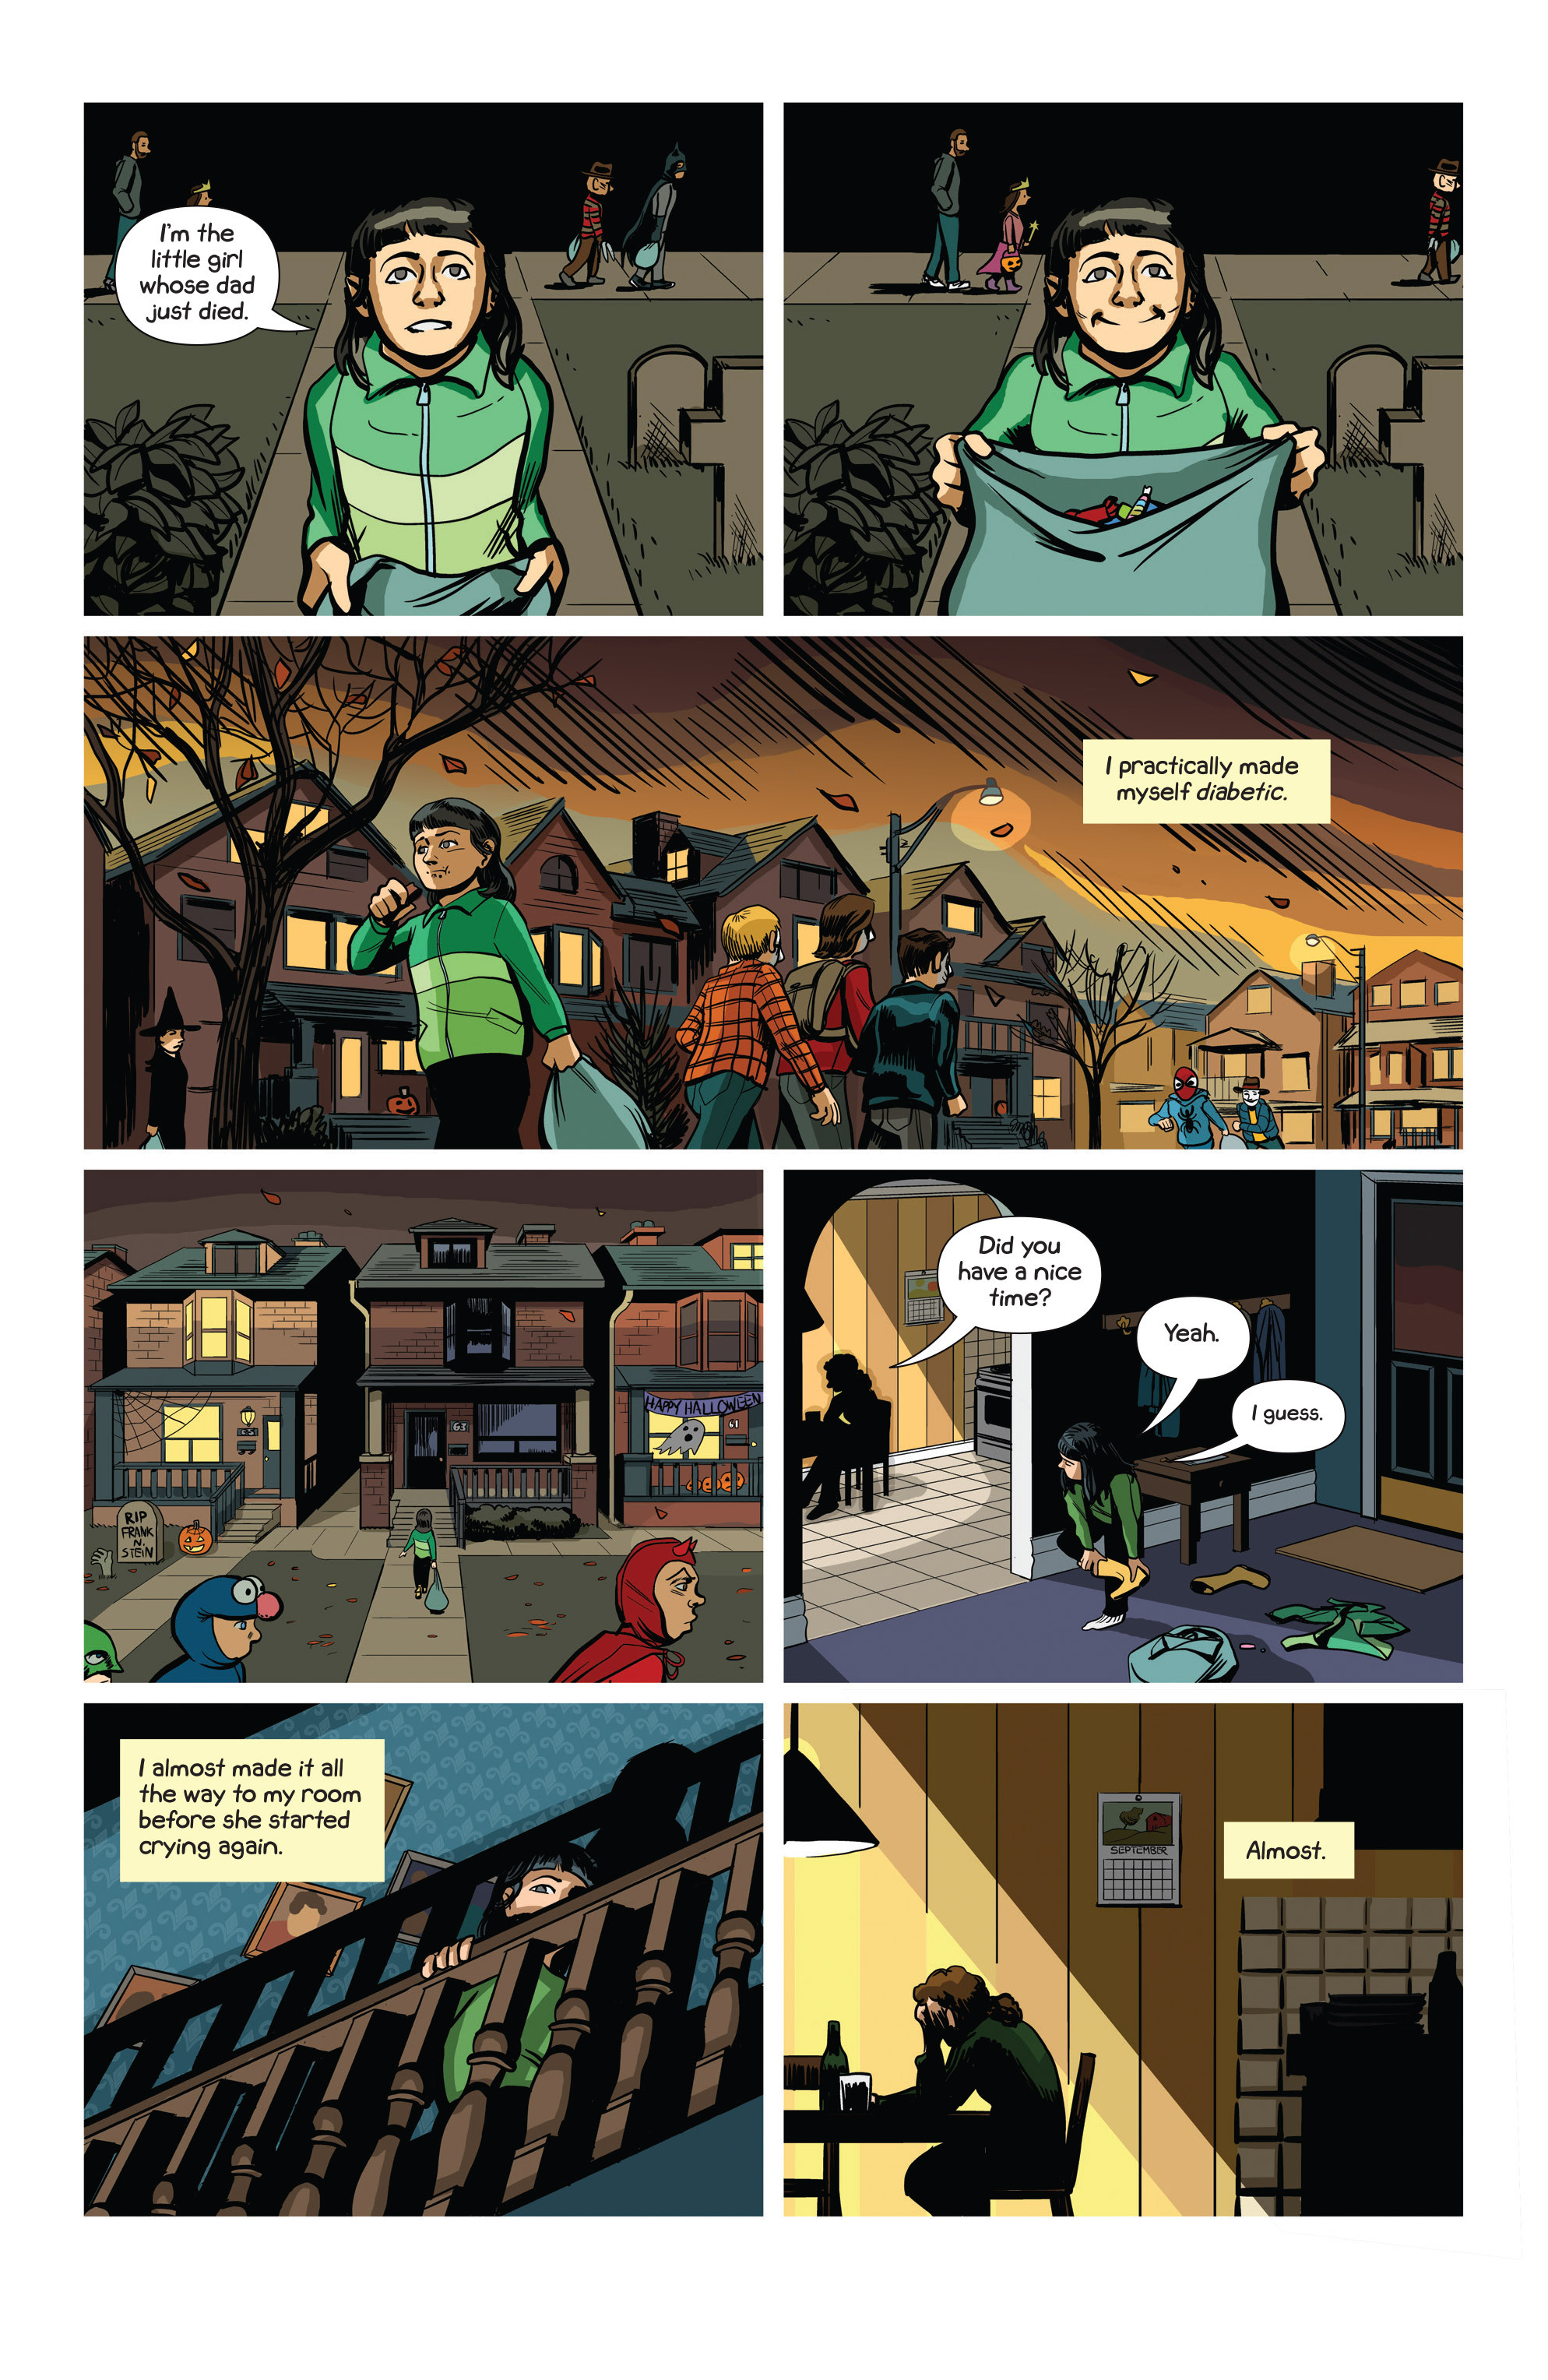 I'm the
little girl
whose dad
just died.
I practically made
myself diabetic.
HAPPY HALLOWEEN
63
61
RIP
FRANK
N.
STEIN
Did you
have a nice
time?
Yeah.
I guess.
I almost made it all
the way to my room
before she started
crying again.
SEPTEMBER
Almost.